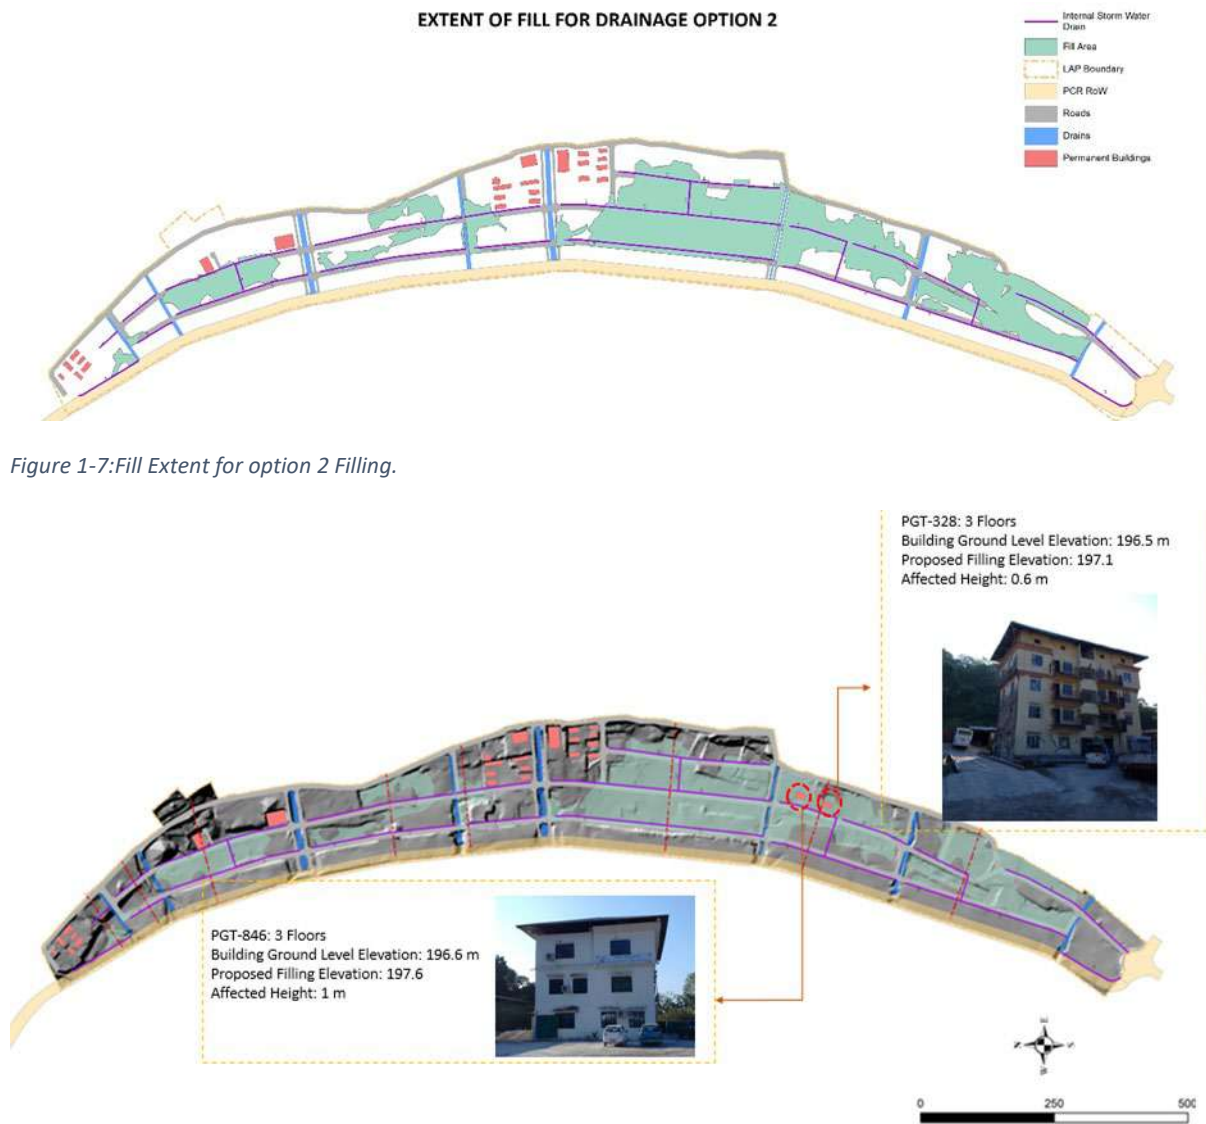 EXTENT OF FILL FOR DRAINAGE OPTION 2
Internal Storm Water
Drain
Fill Area
LAP Boundary
PCR RoW
Roads
Drains
Permanent Buildings
Figure 1-7:Fill Extent for option 2 Filling.
PGT-328: 3 Floors
Building Ground Level Elevation: 196.5 m
Proposed Filling Elevation: 197.1
Affected Height: 0.6 m
PGT-846: 3 Floors
Building Ground Level Elevation: 196.6 m
Proposed Filling Elevation: 197.6
Affected Height: 1 m
0 250 500